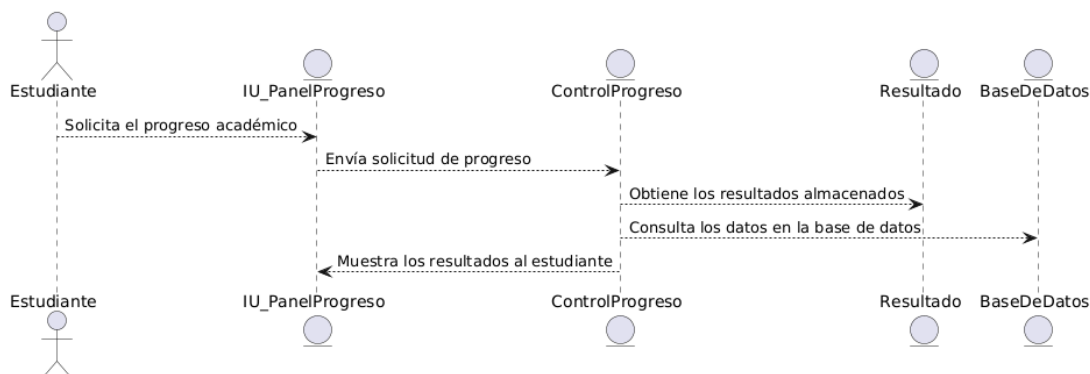 Estudiante IU_PanelProgreso ControlProgreso Resultado BaseDeDatos
Solicita el progreso académico
Envía solicitud de progreso
Obtiene los resultados almacenados
Consulta los datos en la base de datos
Muestra los resultados al estudiante
Estudiante IU_PanelProgreso ControlProgreso Resultado BaseDeDatos